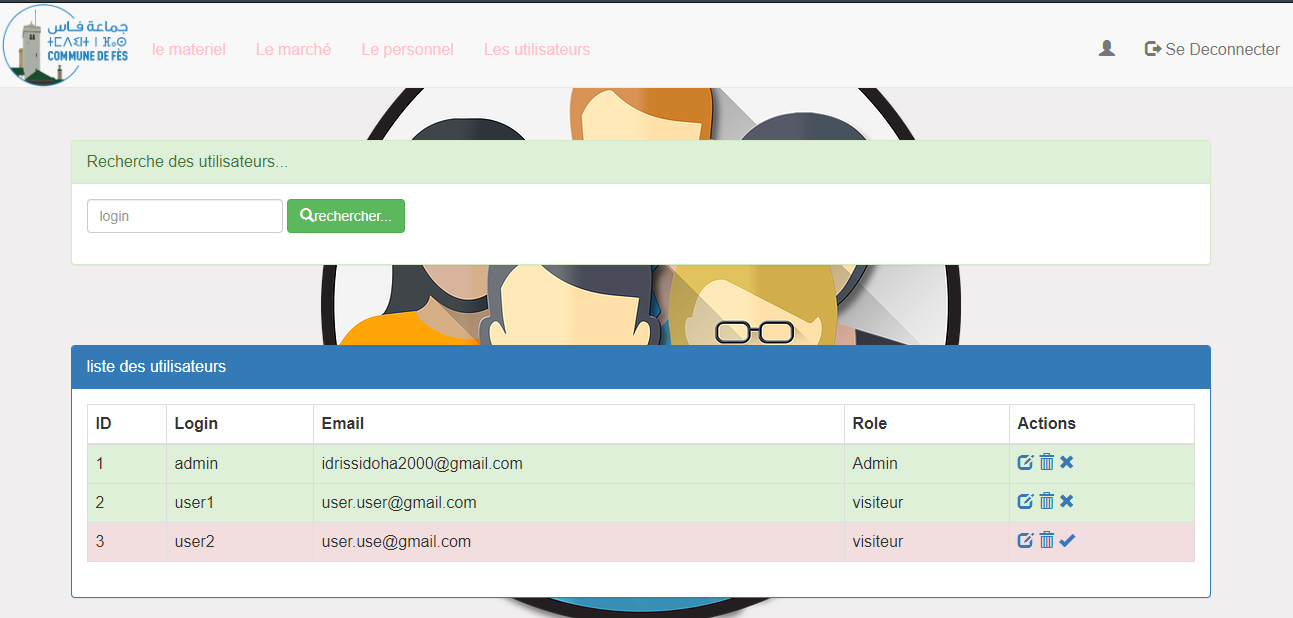 جماعة فاس
ⵜⴰⵎⴷⵉⵏⵜ ⵏ ⴼⴰⵙ
COMMUNE DE FÈS
le materiel Le marché Le personnel Les utilisateurs Se Deconnecter
Recherche des utilisateurs...
login rechercher...
liste des utilisateurs
ID Login Email Role Actions
1 admin idrissidoha2000@gmail.com Admin
2 user1 user.user@gmail.com visiteur
3 user2 user.use@gmail.com visiteur